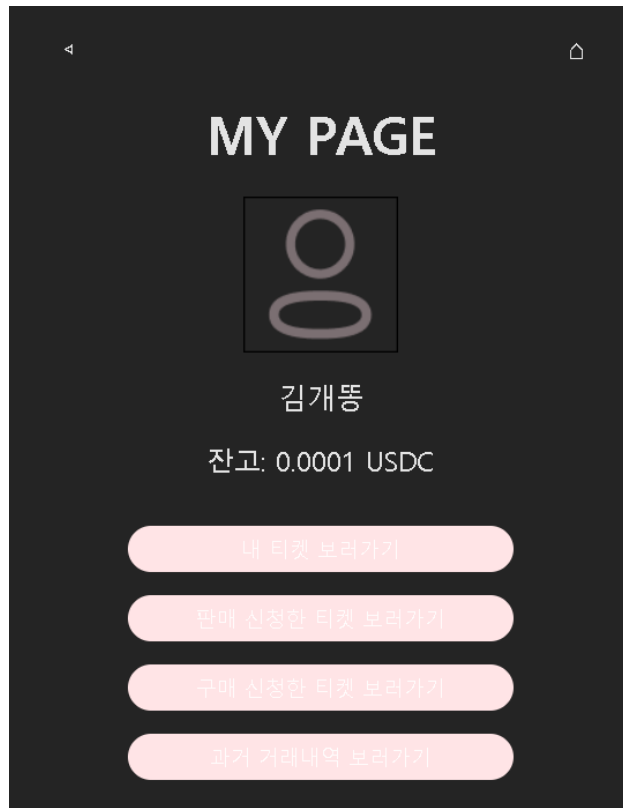 MY PAGE
김개똥
잔고: 0.0001 USDC
내 티켓 보러가기
판매 신청한 티켓 보러가기
구매 신청한 티켓 보러가기
과거 거래내역 보러가기